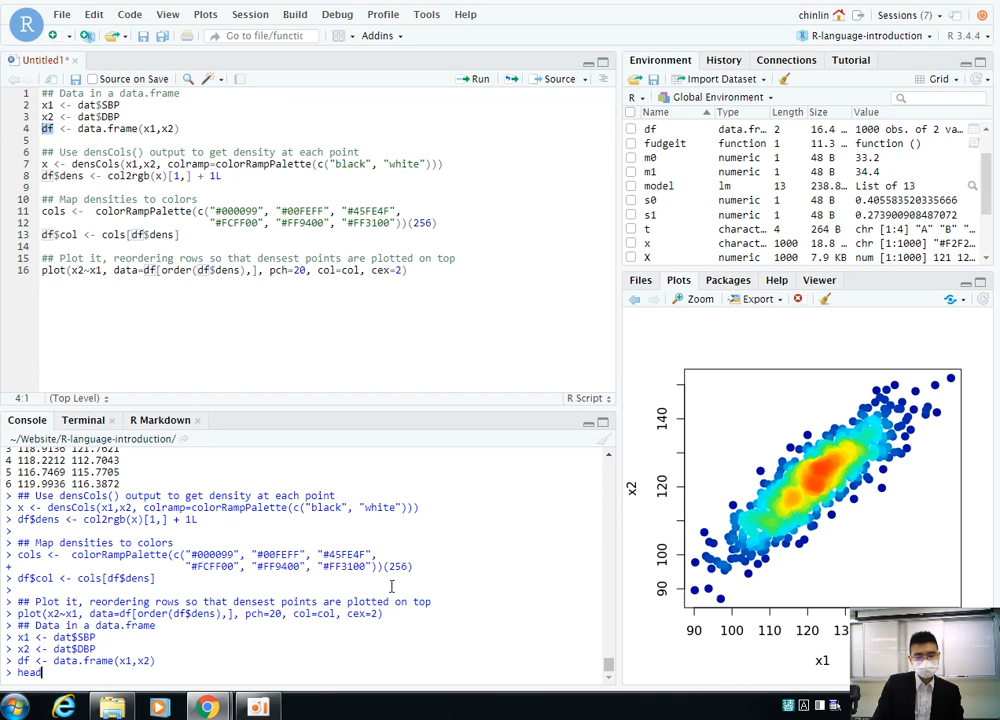 File Edit Code View Plots Session Build Debug Profile Tools Help
chinlin Sessions (7)
Go to file/functic Addins R-language-introduction R 3.4.4
Untitled1* ×
Source on Save Run Source
1 ## Data in a data.frame
2 x1 <- dat$SBP
3 x2 <- dat$DBP
4 df <- data.frame(x1,x2)
5
6 ## Use densCols() output to get density at each point
7 x <- densCols(x1,x2, colramp=colorRampPalette(c("black", "white")))
8 df$dens <- col2rgb(x)[1,] + 1L
9
10 ## Map densities to colors
11 cols <-  colorRampPalette(c("#000099", "#00FEFF", "#45FE4F",
12 "#FCFF00", "#FF9400", "#FF3100"))(256)
13 df$col <- cols[df$dens]
14
15 ## Plot it, reordering rows so that densest points are plotted on top
16 plot(x2~x1, data=df[order(df$dens),], pch=20, col=col, cex=2)
4:1 (Top Level) R Script
Console Terminal × R Markdown ×
~/Website/R-language-introduction/
3 118.9136 121.7621
4 118.2212 112.7043
5 116.7469 115.7705
6 119.9936 116.3872
> ## Use densCols() output to get density at each point
> x <- densCols(x1,x2, colramp=colorRampPalette(c("black", "white")))
> df$dens <- col2rgb(x)[1,] + 1L
>
> ## Map densities to colors
> cols <-  colorRampPalette(c("#000099", "#00FEFF", "#45FE4F",
+ "#FCFF00", "#FF9400", "#FF3100"))(256)
> df$col <- cols[df$dens]
>
> ## Plot it, reordering rows so that densest points are plotted on top
> plot(x2~x1, data=df[order(df$dens),], pch=20, col=col, cex=2)
> ## Data in a data.frame
> x1 <- dat$SBP
> x2 <- dat$DBP
> df <- data.frame(x1,x2)
> head
Environment History Connections Tutorial
Import Dataset Grid
R Global Environment
Name Type Length Size Value
df data.fr… 2 16.4 … 1000 obs. of 2 va…
fudgeit function 1 11.3 … function ()
m0 numeric 1 48 B 33.2
m1 numeric 1 48 B 34.4
model lm 13 238.8… List of 13
s0 numeric 1 48 B 0.405583520335666
s1 numeric 1 48 B 0.273900908487072
t charact… 4 264 B chr [1:4] "A" "B" "…
x charact… 1000 18.8 … chr [1:1000] "#F2F2…
X numeric 1000 7.9 KB num [1:1000] 121 12…
Files Plots Packages Help Viewer
Zoom Export
x2
140
120
100
90
90 100 110 120
x1